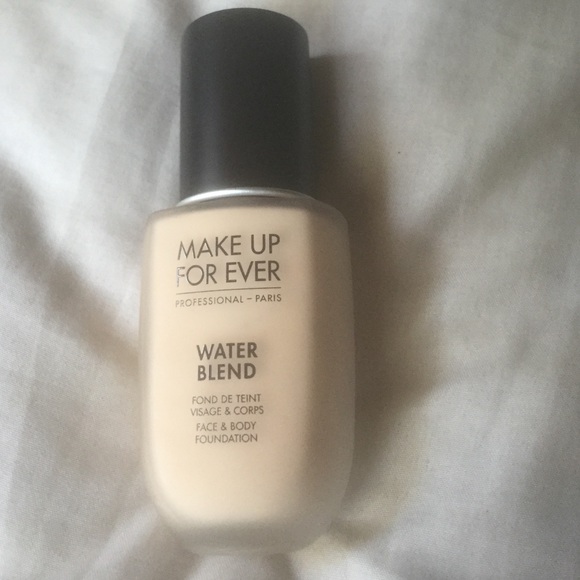 MAKE UP
FOR EVER
PROFESSIONAL – PARIS
WATER
BLEND
FOND DE TEINT
VISAGE & CORPS
FACE & BODY
FOUNDATION